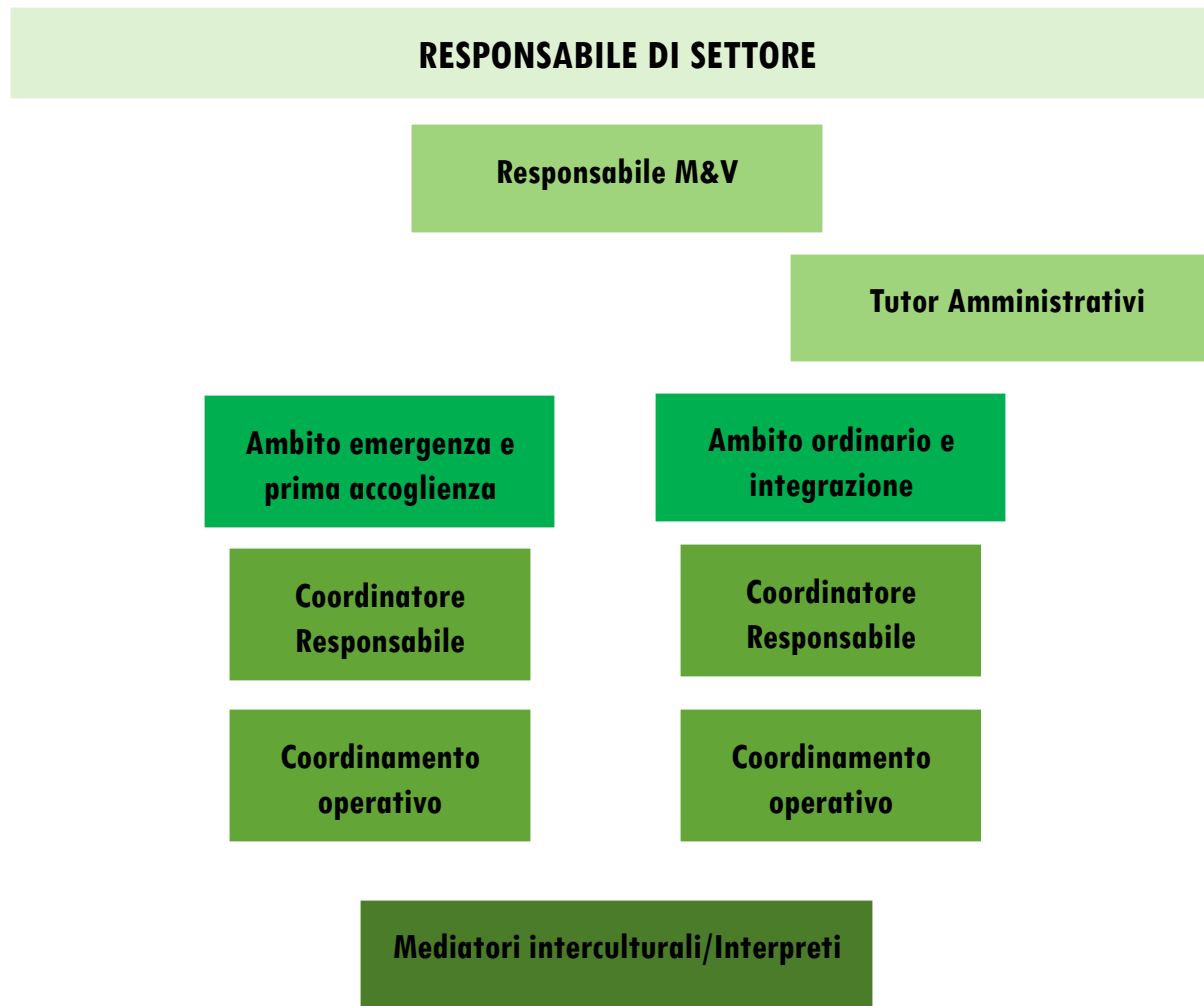 RESPONSABILE DI SETTORE
Responsabile M&V
Tutor Amministrativi
Ambito emergenza e
prima accoglienza
Ambito ordinario e
integrazione
Coordinatore
Responsabile
Coordinatore
Responsabile
Coordinamento
operativo
Coordinamento
operativo
Mediatori interculturali/Interpreti